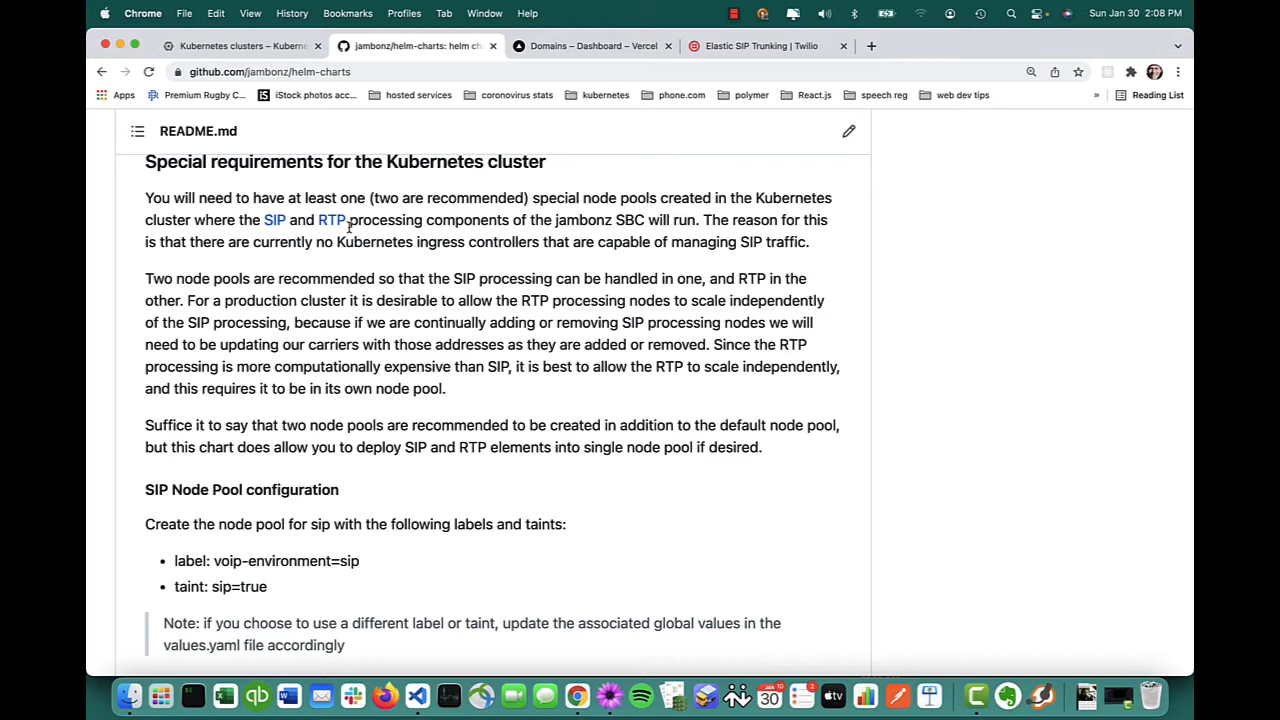 Chrome File Edit View History Bookmarks Profiles Tab Window Help Sun Jan 30 2:08 PM
Kubernetes clusters – Kuberne jambonz/helm-charts: helm ch Domains – Dashboard – Vercel Elastic SIP Trunking | Twilio
github.com/jambonz/helm-charts
Apps Premium Rugby C... iStock photos acc... hosted services coronovirus stats kubernetes phone.com polymer React.js speech reg web dev tips » Reading List
README.md
Special requirements for the Kubernetes cluster
You will need to have at least one (two are recommended) special node pools created in the Kubernetes
cluster where the SIP and RTP processing components of the jambonz SBC will run. The reason for this
is that there are currently no Kubernetes ingress controllers that are capable of managing SIP traffic.
Two node pools are recommended so that the SIP processing can be handled in one, and RTP in the
other. For a production cluster it is desirable to allow the RTP processing nodes to scale independently
of the SIP processing, because if we are continually adding or removing SIP processing nodes we will
need to be updating our carriers with those addresses as they are added or removed. Since the RTP
processing is more computationally expensive than SIP, it is best to allow the RTP to scale independently,
and this requires it to be in its own node pool.
Suffice it to say that two node pools are recommended to be created in addition to the default node pool,
but this chart does allow you to deploy SIP and RTP elements into single node pool if desired.
SIP Node Pool configuration
Create the node pool for sip with the following labels and taints:
• label: voip-environment=sip
• taint: sip=true
Note: if you choose to use a different label or taint, update the associated global values in the
values.yaml file accordingly